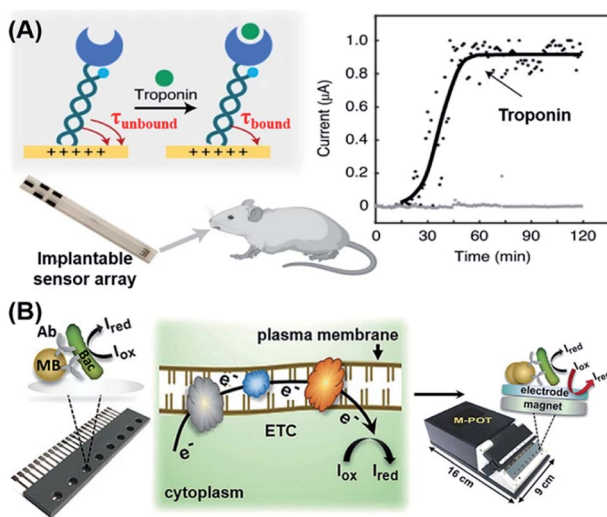 (A)
Troponin
τunbound
τbound
+ + + + +
+ + + + +
Implantable
sensor array
Current (μA)
1.0
0.8
0.6
0.4
0.2
0
Troponin
0 30 60 90 120
Time (min)
(B)
Ab
MB
Bac
Ired
Iox
plasma membrane
e-
e-
e-
e-
ETC
Iox
Ired
cytoplasm
Ired
Iox
Ired
electrode
magnet
M-POT
16 cm
9 cm